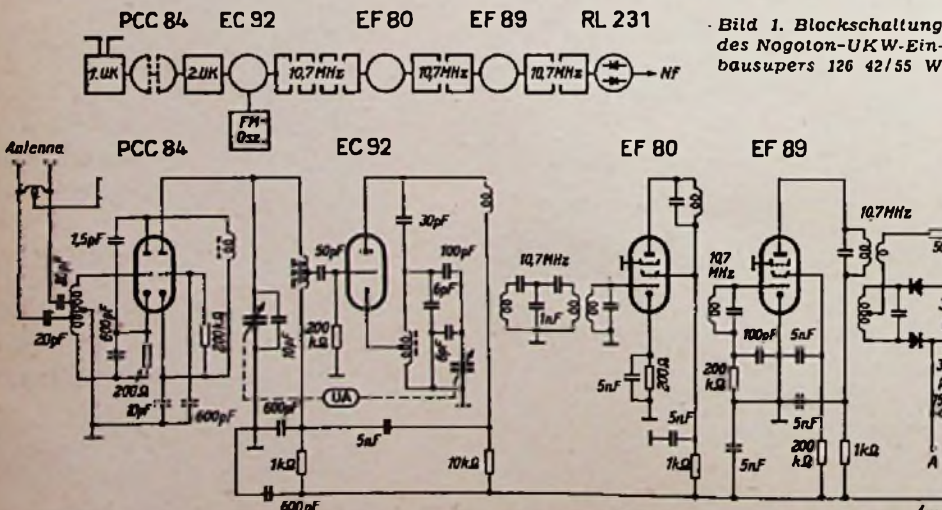 PCC 84 EC 92 EF 80 EF 89 RL 231
Bild 1. Blockschaltung
des Nogoton-UKW-Ein-
bausupers 126 42/55 W
1.UK 2.UK 10,7MHz 10,7MHz 10,7MHz Nf
FM-
Osz.
Antenna
PCC 84 EC 92 EF 80 EF 89
10,7MHz
1,5pF 30pF
50pF 100pF 10,7MHz 10,7
MHz
20pF 6pF
20pF 600pF 200Ω 200kΩ 10pF 200
kΩ 6pF 1nF 100pF 5nF
10pF 600pF UA 5nF 200Ω 200
kΩ
600pF 5nF 5nF 5nF
1kΩ 10kΩ 1kΩ 5nF 200
kΩ 1kΩ A
600pF